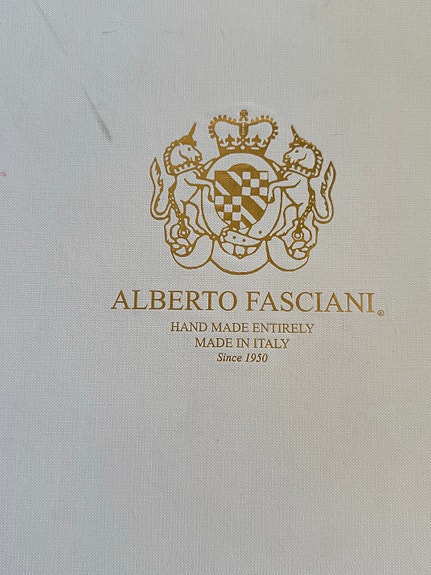 ALBERTO FASCIANI®
HAND MADE ENTIRELY
MADE IN ITALY
Since 1950